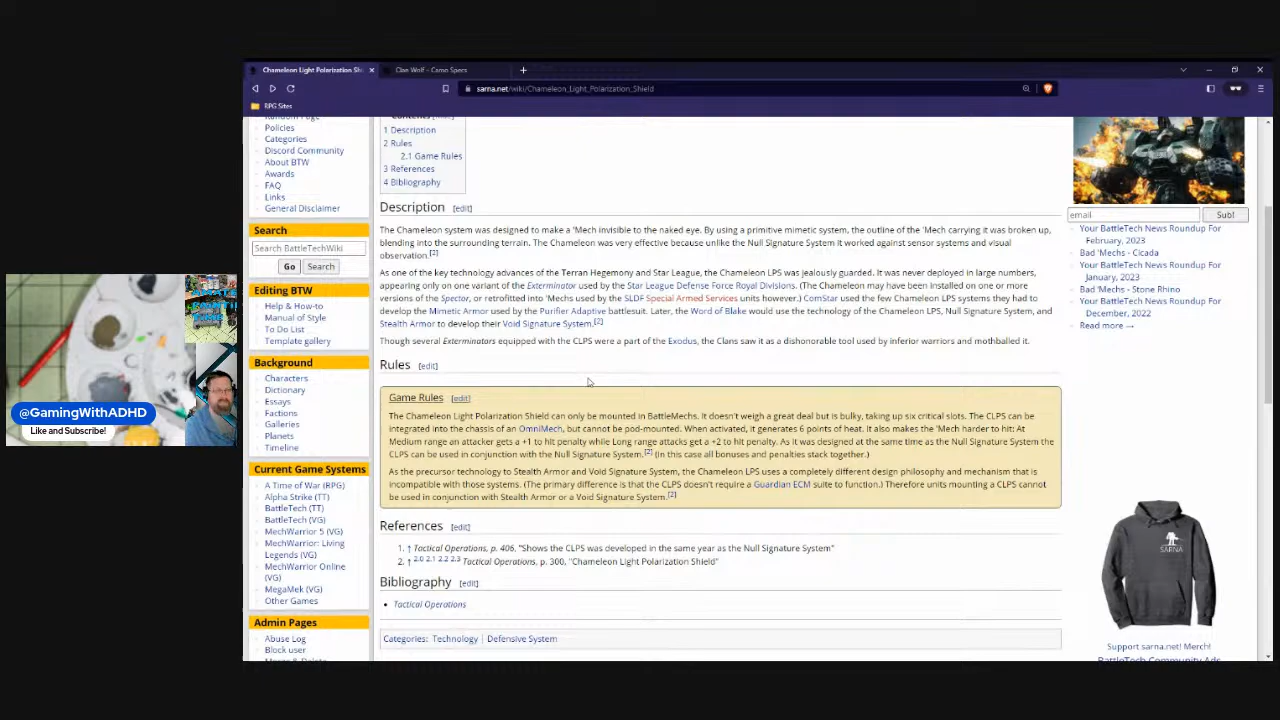 Chameleon Light Polarization Shi
Clan Wolf - Camo Specs
sarna.net/wiki/Chameleon_Light_Polarization_Shield
RPG Sites
Random Page
Policies
Categories
Discord Community
About BTW
Awards
FAQ
Links
General Disclaimer
Search
Search BattleTechWiki
Go Search
Editing BTW
Help & How-to
Manual of Style
To Do List
Template gallery
Background
Characters
Dictionary
Essays
Factions
Galleries
Planets
Timeline
Current Game Systems
A Time of War (RPG)
Alpha Strike (TT)
BattleTech (TT)
BattleTech (VG)
MechWarrior 5 (VG)
MechWarrior: Living
Legends (VG)
MechWarrior Online
(VG)
MegaMek (VG)
Other Games
Admin Pages
Abuse Log
Block user
1 Description
2 Rules
2.1 Game Rules
3 References
4 Bibliography
Description [edit]
The Chameleon system was designed to make a 'Mech invisible to the naked eye. By using a primitive mimetic system, the outline of the 'Mech carrying it was broken up,
blending into the surrounding terrain. The Chameleon was very effective because unlike the Null Signature System it worked against sensor systems and visual
observation.[2]
As one of the key technology advances of the Terran Hegemony and Star League, the Chameleon LPS was jealously guarded. It was never deployed in large numbers,
appearing only on one variant of the Exterminator used by the Star League Defense Force Royal Divisions. (The Chameleon may have been installed on one or more
versions of the Spector, or retrofitted into 'Mechs used by the SLDF Special Armed Services units however.) ComStar used the few Chameleon LPS systems they had to
develop the Mimetic Armor used by the Purifier Adaptive battlesuit. Later, the Word of Blake would use the technology of the Chameleon LPS, Null Signature System, and
Stealth Armor to develop their Void Signature System.[2]
Though several Exterminators equipped with the CLPS were a part of the Exodus, the Clans saw it as a dishonorable tool used by inferior warriors and mothballed it.
Rules [edit]
Game Rules [edit]
The Chameleon Light Polarization Shield can only be mounted in BattleMechs. It doesn't weigh a great deal but is bulky, taking up six critical slots. The CLPS can be
integrated into the chassis of an OmniMech, but cannot be pod-mounted. When activated, it generates 6 points of heat. It also makes the 'Mech harder to hit: At
Medium range an attacker gets a +1 to hit penalty while Long range attacks get a +2 to hit penalty. As it was designed at the same time as the Null Signature System the
CLPS can be used in conjunction with the Null Signature System.[2] (In this case all bonuses and penalties stack together.)
As the precursor technology to Stealth Armor and Void Signature System, the Chameleon LPS uses a completely different design philosophy and mechanism that is
incompatible with those systems. (The primary difference is that the CLPS doesn't require a Guardian ECM suite to function.) Therefore units mounting a CLPS cannot
be used in conjunction with Stealth Armor or a Void Signature System.[2]
References [edit]
1. ↑ Tactical Operations, p. 406, "Shows the CLPS was developed in the same year as the Null Signature System"
2. ↑ 2.0 2.1 2.2 2.3 Tactical Operations, p. 300, "Chameleon Light Polarization Shield"
Bibliography [edit]
Tactical Operations
Categories: Technology | Defensive System
email Sub!
Your BattleTech News Roundup For
February, 2023
Bad 'Mechs - Cicada
Your BattleTech News Roundup For
January, 2023
Bad 'Mechs - Stone Rhino
Your BattleTech News Roundup For
December, 2022
Read more →
SARNA
Support sarna.net! Merch!
BattleTech Community Ads
@GamingWithADHD
Like and Subscribe!